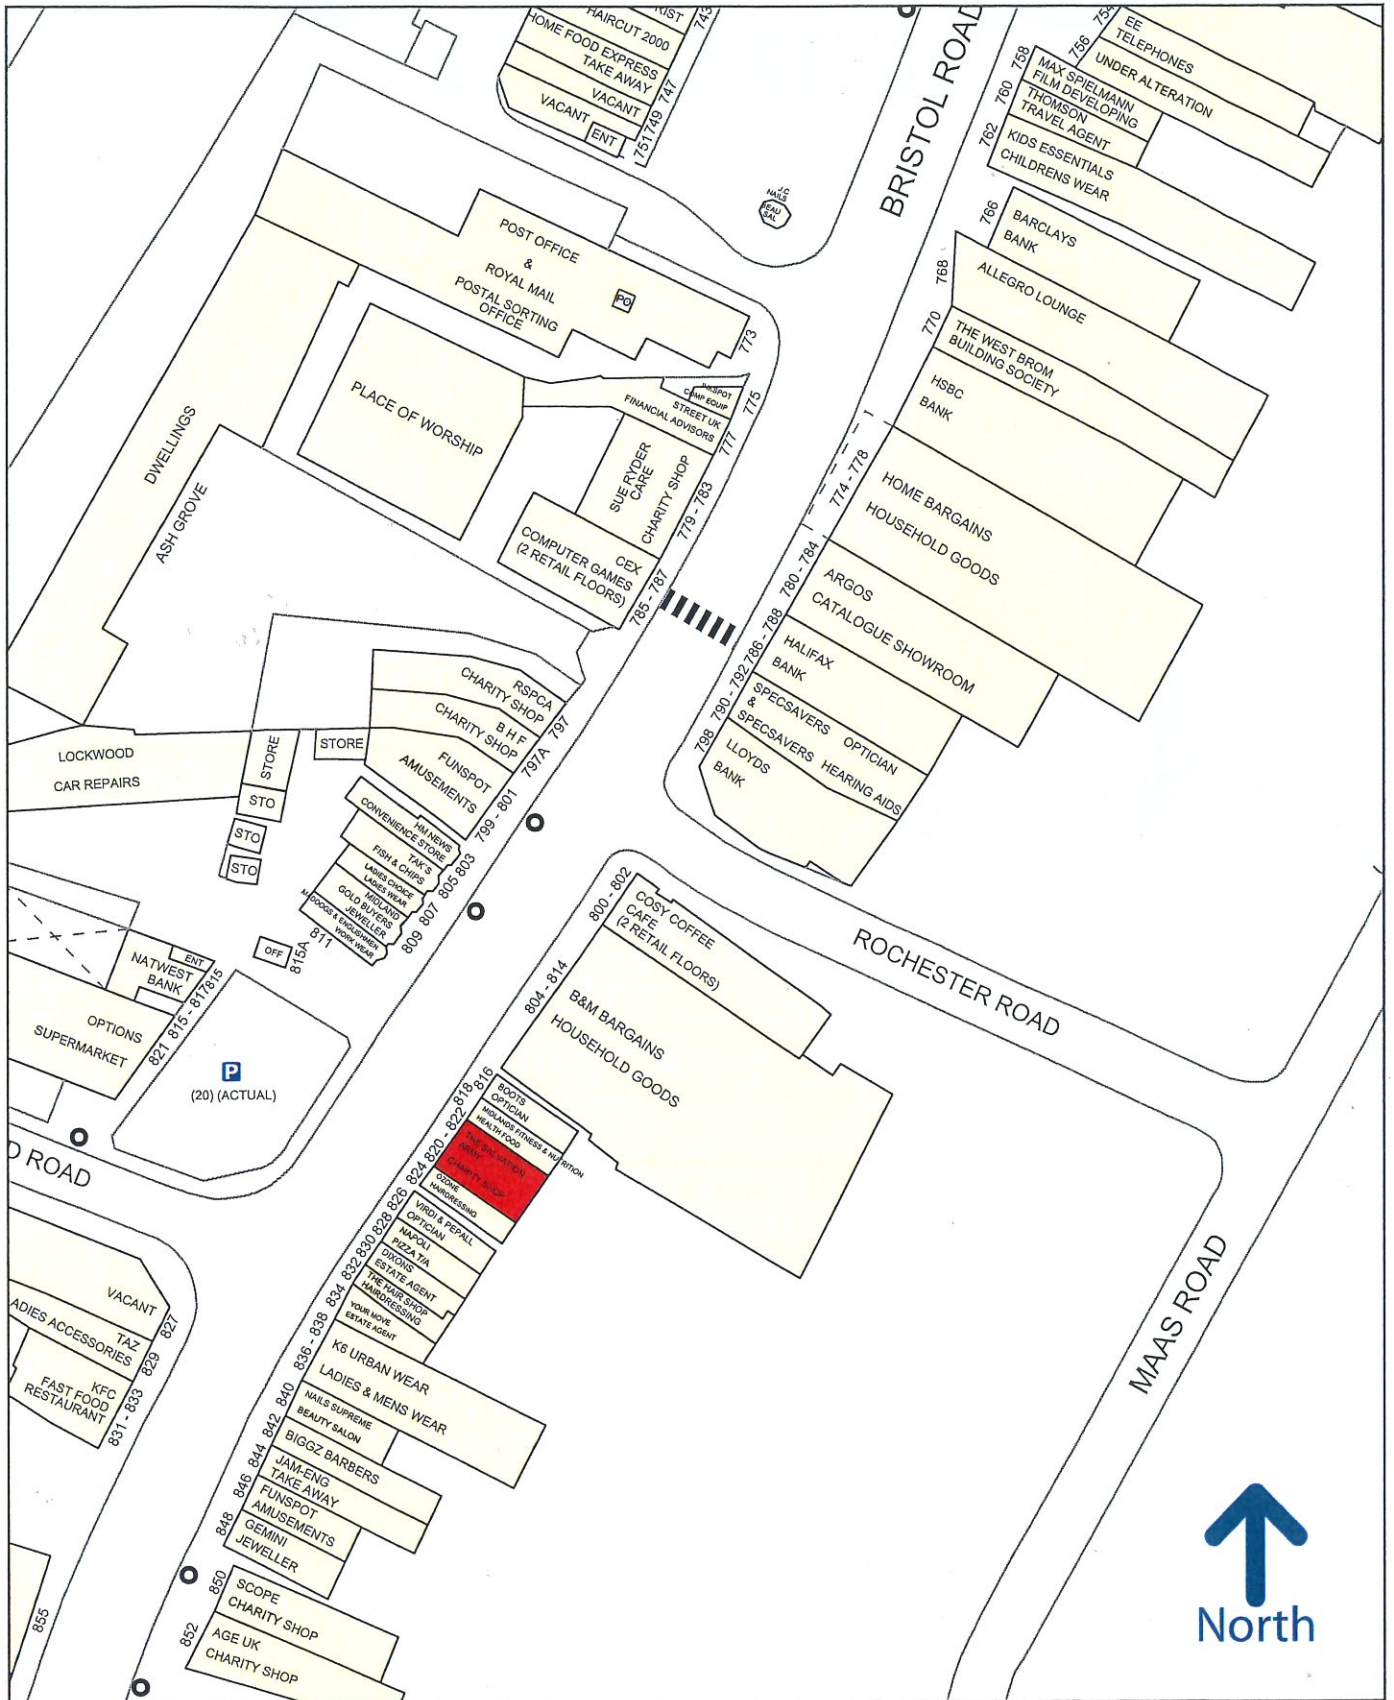 RIST
743
HAIRCUT 2000
HOME FOOD EXPRESS
TAKE AWAY
747
VACANT
749
VACANT
ENT
751
BRISTOL ROAD
754
EE
TELEPHONES
756
UNDER ALTERATION
758
MAX SPIELMANN
FILM DEVELOPING
760
THOMSON
TRAVEL AGENT
762
KIDS ESSENTIALS
CHILDRENS WEAR
766
BARCLAYS
BANK
768
ALLEGRO LOUNGE
770
THE WEST BROM
BUILDING SOCIETY
HSBC
BANK
774 - 778
HOME BARGAINS
HOUSEHOLD GOODS
780 - 784
ARGOS
CATALOGUE SHOWROOM
786 - 788
HALIFAX
BANK
790 - 792
SPECSAVERS OPTICIAN
&
SPECSAVERS HEARING AIDS
798
LLOYDS
BANK
J.C
NAILS
BEAU
SAL
POST OFFICE
&
ROYAL MAIL
POSTAL SORTING
OFFICE
PO
773
PLACE OF WORSHIP
DWELLINGS
ASH GROVE
COMP EQUIP
775
STREET UK
FINANCIAL ADVISORS
777
SUE RYDER
CARE
CHARITY SHOP
779 - 783
CEX
COMPUTER GAMES
(2 RETAIL FLOORS)
785 - 787
RSPCA
CHARITY SHOP
797
B H F
CHARITY SHOP
797A
FUNSPOT
AMUSEMENTS
799 - 801
STORE
STORE
STO
STO
STO
LOCKWOOD
CAR REPAIRS
HM NEWS
CONVENIENCE STORE
803
TAK'S
FISH & CHIPS
805
LADIES CHOICE
LADIES WEAR
807
MIDLAND
GOLD BUYERS
JEWELLER
809
MADDOGS & ENGLISHMEN
WORK WEAR
811
OFF
815A
ENT
NATWEST
BANK
815
815 - 817
OPTIONS
SUPERMARKET
821
P
(20) (ACTUAL)
D ROAD
ROCHESTER ROAD
800 - 802
COSY COFFEE
CAFE
(2 RETAIL FLOORS)
804 - 814
B&M BARGAINS
HOUSEHOLD GOODS
816
BOOTS
OPTICIAN
818
MIDLANDS FITNESS & NUTRITION
HEALTH FOOD
820 - 822
THE SALVATION
ARMY
CHARITY SHOP
824
OZONE
HAIRDRESSING
826
VIRDI & PEPALL
OPTICIAN
828
NAPOLI
PIZZA T/A
830
DIXONS
ESTATE AGENT
832
THE HAIR SHOP
HAIRDRESSING
834
YOUR MOVE
ESTATE AGENT
836 - 838
K6 URBAN WEAR
LADIES & MENS WEAR
840
NAILS SUPREME
BEAUTY SALON
842
BIGGZ BARBERS
844
JAM-ENG
TAKE AWAY
846
FUNSPOT
AMUSEMENTS
848
GEMINI
JEWELLER
850
SCOPE
CHARITY SHOP
852
AGE UK
CHARITY SHOP
VACANT
827
TAZ
ADIES ACCESSORIES
829
KFC
FAST FOOD
RESTAURANT
831 - 833
855
MAAS ROAD
North